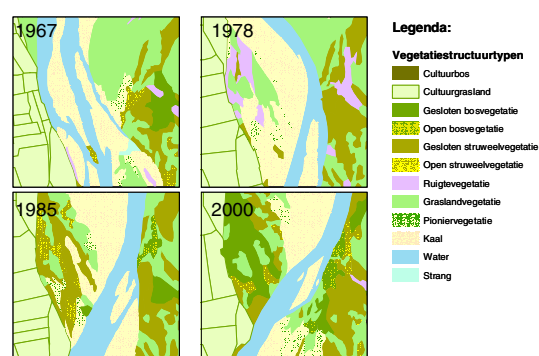 1967
1978
1985
2000
Legenda:
Vegetatiestructuurtypen
Cultuurbos
Cultuurgrasland
Gesloten bosvegetatie
Open bosvegetatie
Gesloten struweelvegetatie
Open struweelvegetatie
Ruigtevegetatie
Graslandvegetatie
Pioniervegetatie
Kaal
Water
Strang